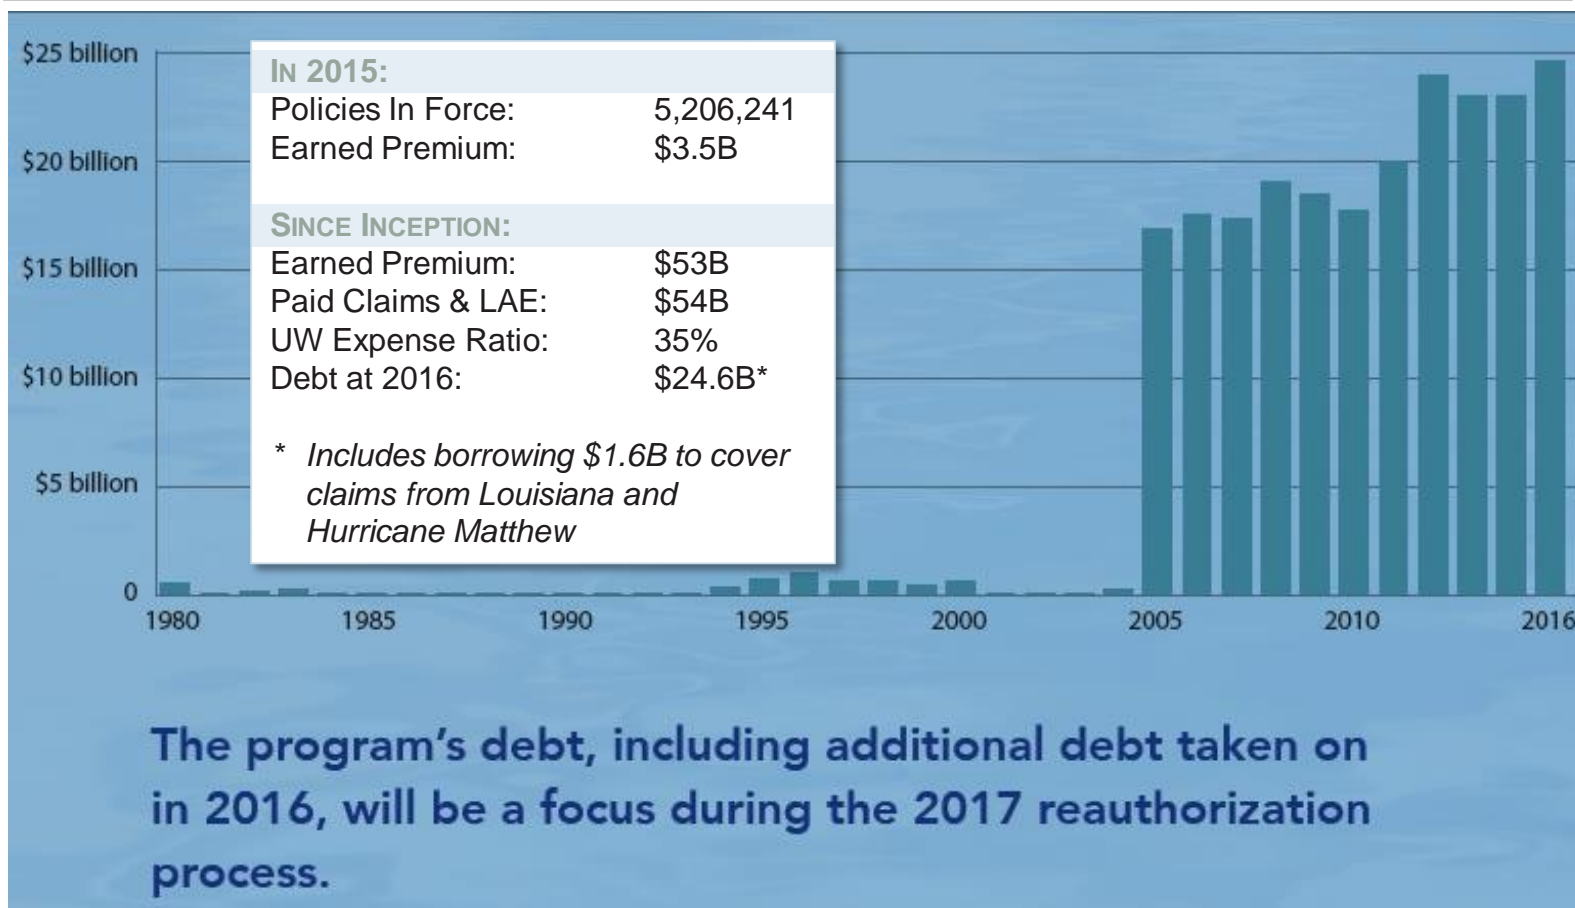 $25 billion
$20 billion
$15 billion
$10 billion
$5 billion
0
IN 2015:
Policies In Force: 5,206,241
Earned Premium: $3.5B
SINCE INCEPTION:
Earned Premium: $53B
Paid Claims & LAE: $54B
UW Expense Ratio: 35%
Debt at 2016: $24.6B*
* Includes borrowing $1.6B to cover
claims from Louisiana and
Hurricane Matthew
1980 1985 1990 1995 2000 2005 2010 2016
The program's debt, including additional debt taken on
in 2016, will be a focus during the 2017 reauthorization
process.